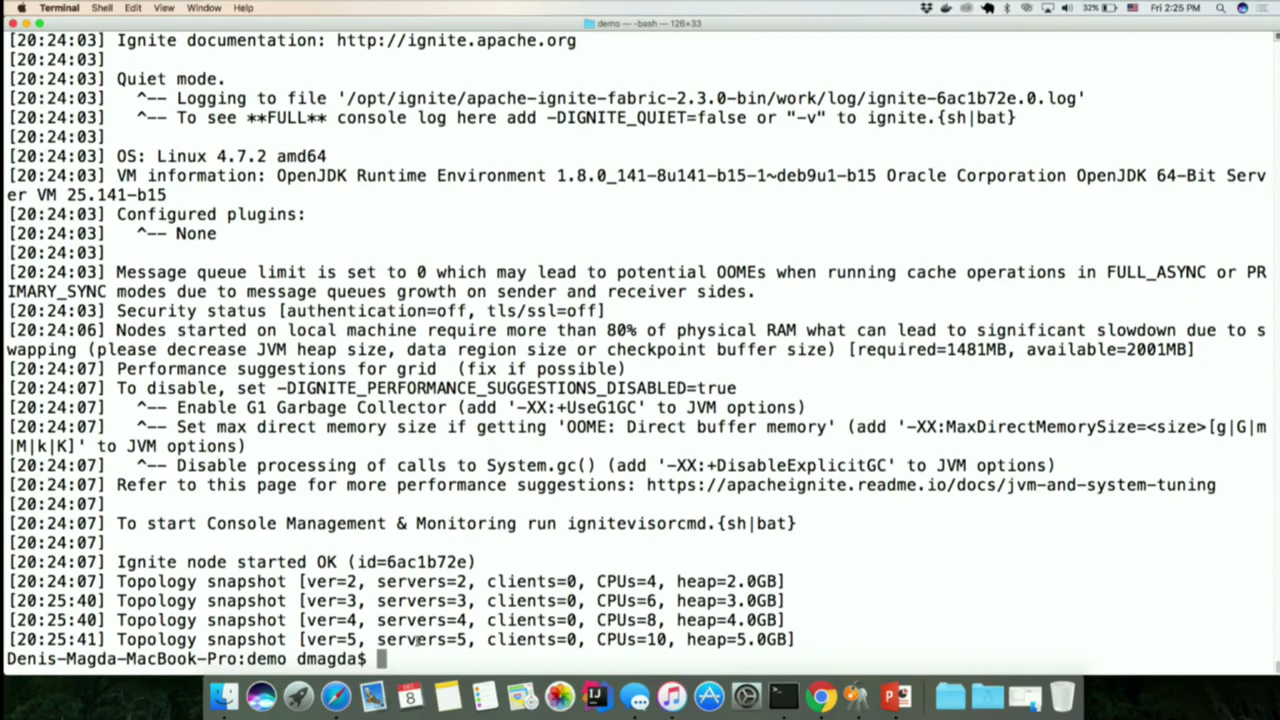 Terminal Shell Edit View Window Help 32% Fri 2:25 PM
demo — -bash — 126×33
[20:24:03] Ignite documentation: http://ignite.apache.org
[20:24:03]
[20:24:03] Quiet mode.
[20:24:03]   ^-- Logging to file '/opt/ignite/apache-ignite-fabric-2.3.0-bin/work/log/ignite-6ac1b72e.0.log'
[20:24:03]   ^-- To see **FULL** console log here add -DIGNITE_QUIET=false or "-v" to ignite.{sh|bat}
[20:24:03]
[20:24:03] OS: Linux 4.7.2 amd64
[20:24:03] VM information: OpenJDK Runtime Environment 1.8.0_141-8u141-b15-1~deb9u1-b15 Oracle Corporation OpenJDK 64-Bit Serv
er VM 25.141-b15
[20:24:03] Configured plugins:
[20:24:03]   ^-- None
[20:24:03]
[20:24:03] Message queue limit is set to 0 which may lead to potential OOMEs when running cache operations in FULL_ASYNC or PR
IMARY_SYNC modes due to message queues growth on sender and receiver sides.
[20:24:03] Security status [authentication=off, tls/ssl=off]
[20:24:06] Nodes started on local machine require more than 80% of physical RAM what can lead to significant slowdown due to s
wapping (please decrease JVM heap size, data region size or checkpoint buffer size) [required=1481MB, available=2001MB]
[20:24:07] Performance suggestions for grid  (fix if possible)
[20:24:07] To disable, set -DIGNITE_PERFORMANCE_SUGGESTIONS_DISABLED=true
[20:24:07]   ^-- Enable G1 Garbage Collector (add '-XX:+UseG1GC' to JVM options)
[20:24:07]   ^-- Set max direct memory size if getting 'OOME: Direct buffer memory' (add '-XX:MaxDirectMemorySize=<size>[g|G|m
|M|k|K]' to JVM options)
[20:24:07]   ^-- Disable processing of calls to System.gc() (add '-XX:+DisableExplicitGC' to JVM options)
[20:24:07] Refer to this page for more performance suggestions: https://apacheignite.readme.io/docs/jvm-and-system-tuning
[20:24:07]
[20:24:07] To start Console Management & Monitoring run ignitevisorcmd.{sh|bat}
[20:24:07]
[20:24:07] Ignite node started OK (id=6ac1b72e)
[20:24:07] Topology snapshot [ver=2, servers=2, clients=0, CPUs=4, heap=2.0GB]
[20:25:40] Topology snapshot [ver=3, servers=3, clients=0, CPUs=6, heap=3.0GB]
[20:25:40] Topology snapshot [ver=4, servers=4, clients=0, CPUs=8, heap=4.0GB]
[20:25:41] Topology snapshot [ver=5, servers=5, clients=0, CPUs=10, heap=5.0GB]
Denis-Magda-MacBook-Pro:demo dmagda$